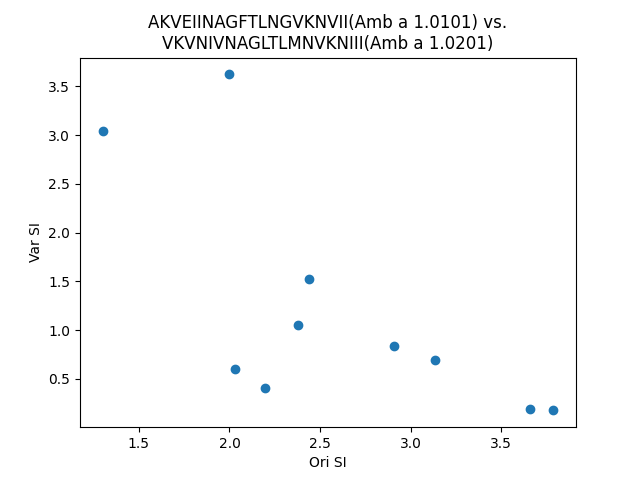 AKVEIINAGFTLNGVKNVII(Amb a 1.0101) vs.
VKVNIVNAGLTLMNVKNIII(Amb a 1.0201)
3.5
3.0
2.5
2.0
1.5
1.0
0.5
Var SI
1.5 2.0 2.5 3.0 3.5
Ori SI